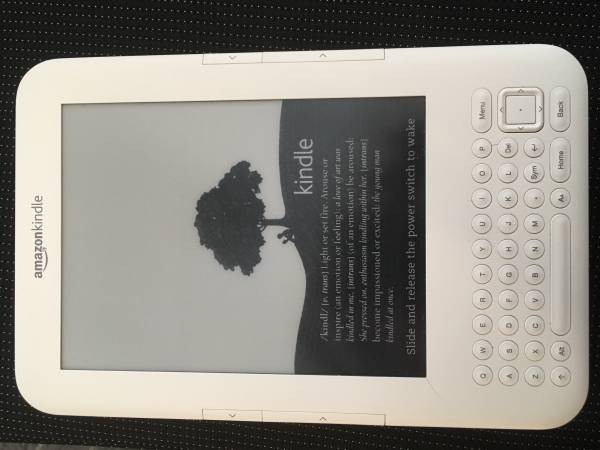 amazonkindle
kindle
/kindl/ [v. trans] Light or set fire. Arouse or
inspire (an emotion or feeling): a love of art was
kindled in me. [intrans] (of an emotion) be aroused:
She pressed on, enthusiasm kindling within her. [intrans]
become impassioned or excited: the young man
kindled at once.
Slide and release the power switch to wake
Q W E R T Y U I O P Menu
A S D F G H J K L Del
Z X C V B N M . Sym
Alt Aa Home Back